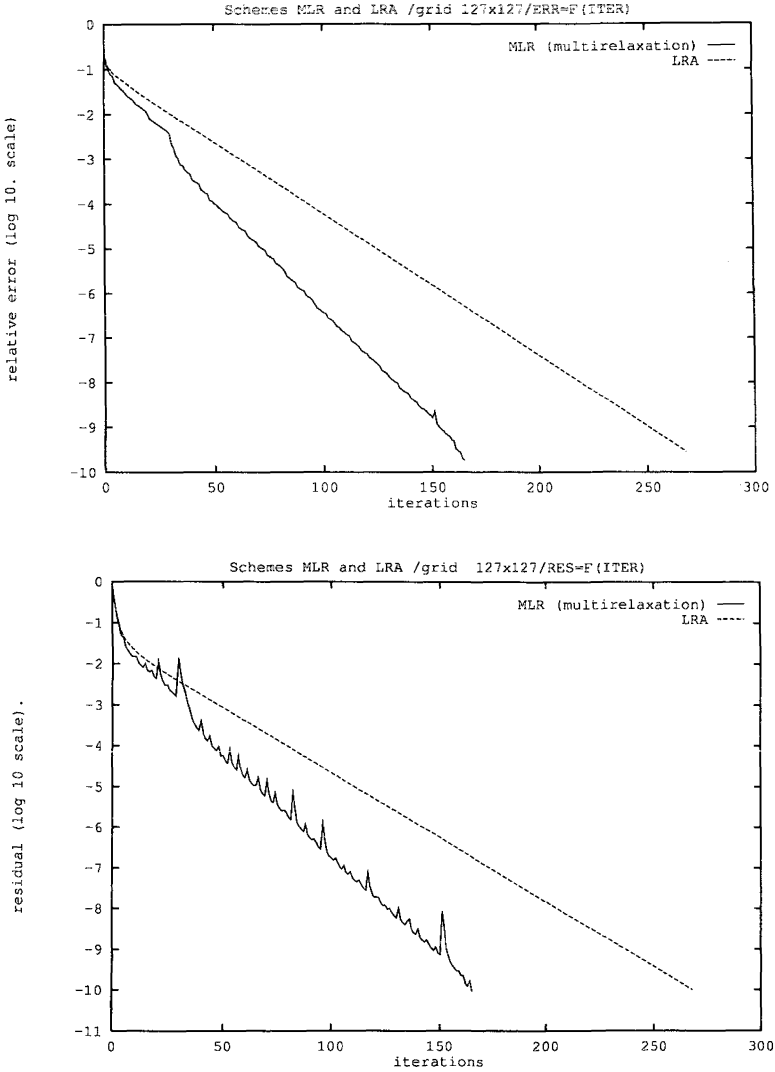 Schemes MLR and LRA /grid 127x127/ERR=F(ITER)
MLR (multirelaxation)
LRA
relative error (log 10. scale)
0
-1
-2
-3
-4
-5
-6
-7
-8
-9
-10
0 50 100 150 200 250 300
iterations
Schemes MLR and LRA /grid 127x127/RES=F(ITER)
MLR (multirelaxation)
LRA
residual (log 10 scale).
0
-1
-2
-3
-4
-5
-6
-7
-8
-9
-10
-11
0 50 100 150 200 250 300
iterations